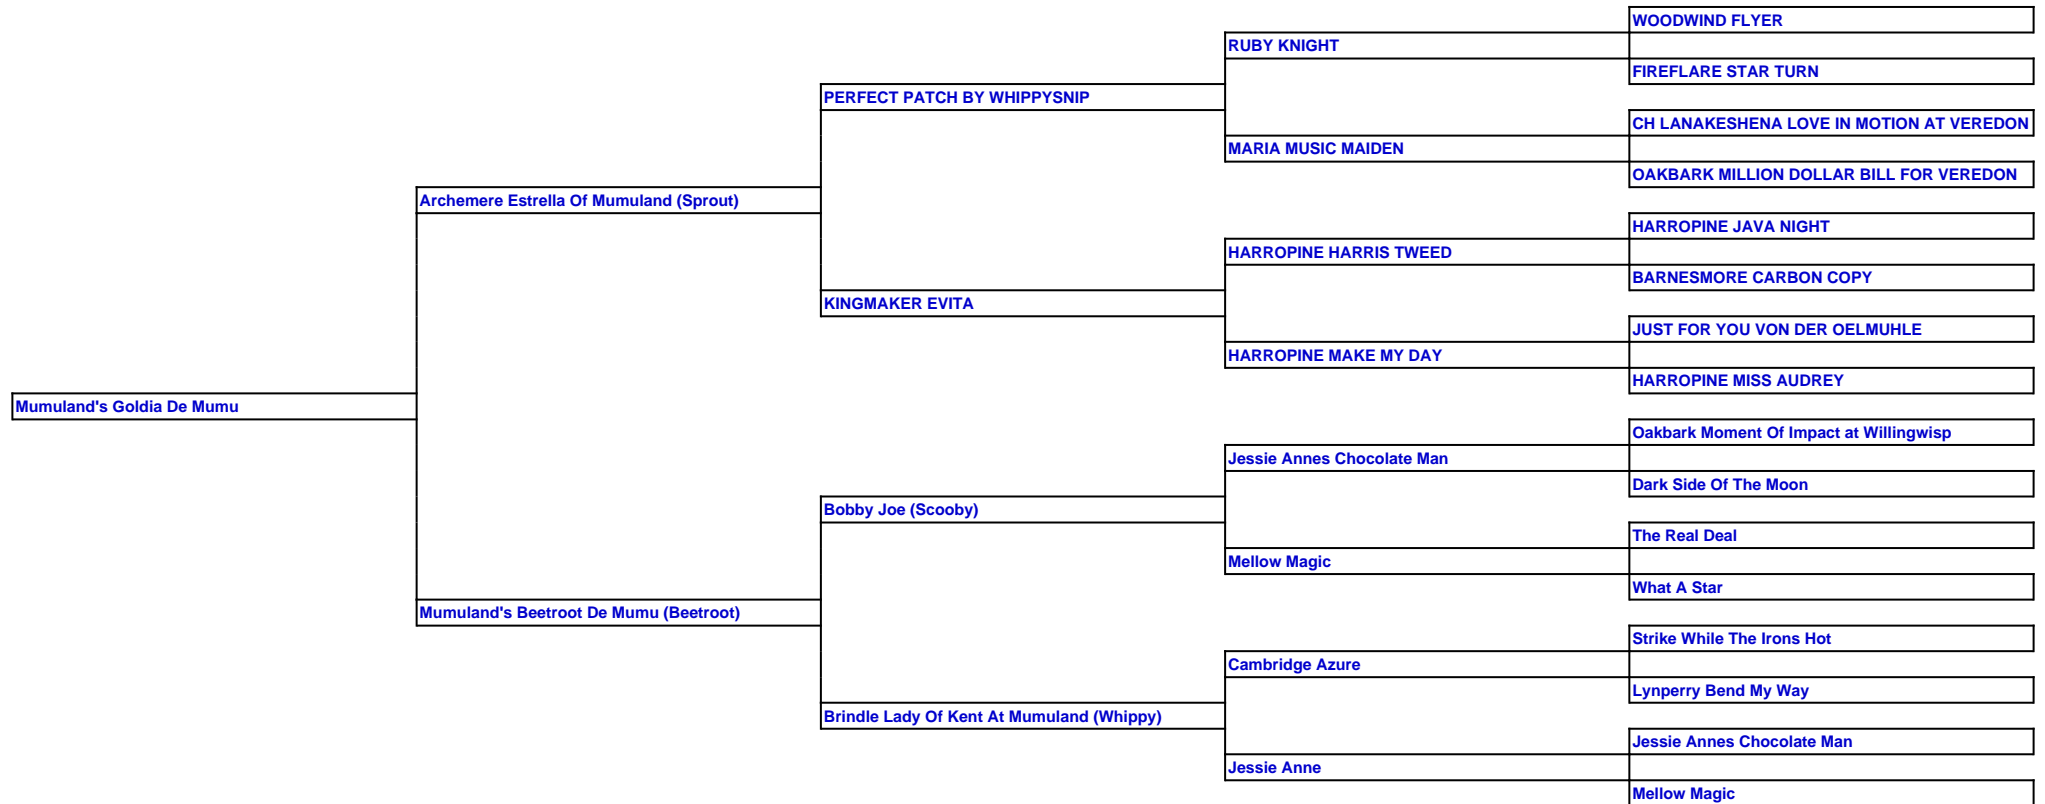 WOODWIND FLYER
RUBY KNIGHT
FIREFLARE STAR TURN
PERFECT PATCH BY WHIPPYSNIP
CH LANAKESHENA LOVE IN MOTION AT VEREDON
MARIA MUSIC MAIDEN
OAKBARK MILLION DOLLAR BILL FOR VEREDON
Archemere Estrella Of Mumuland (Sprout)
HARROPINE JAVA NIGHT
HARROPINE HARRIS TWEED
BARNESMORE CARBON COPY
KINGMAKER EVITA
JUST FOR YOU VON DER OELMUHLE
HARROPINE MAKE MY DAY
HARROPINE MISS AUDREY
Mumuland's Goldia De Mumu
Oakbark Moment Of Impact at Willingwisp
Jessie Annes Chocolate Man
Dark Side Of The Moon
Bobby Joe (Scooby)
The Real Deal
Mellow Magic
What A Star
Mumuland's Beetroot De Mumu (Beetroot)
Strike While The Irons Hot
Cambridge Azure
Lynperry Bend My Way
Brindle Lady Of Kent At Mumuland (Whippy)
Jessie Annes Chocolate Man
Jessie Anne
Mellow Magic